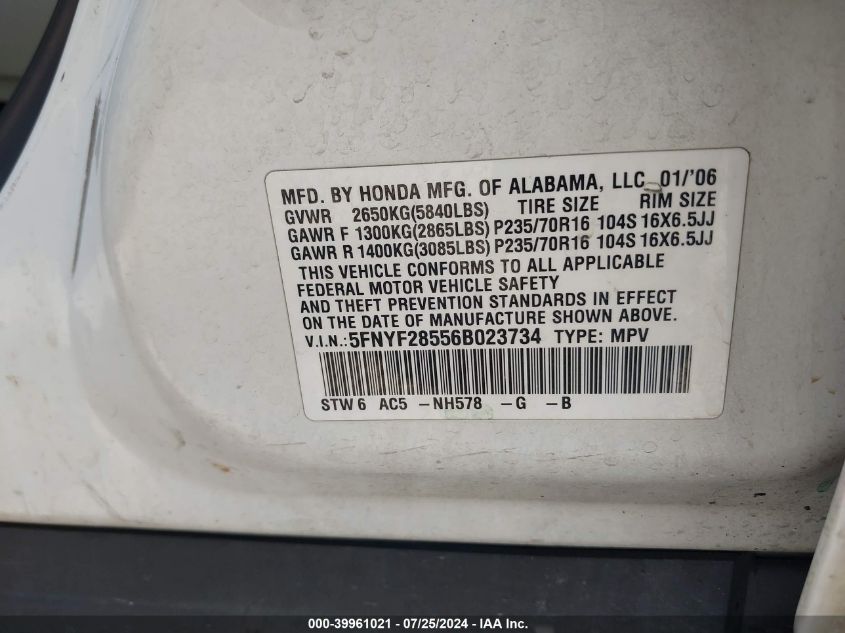 MFD. BY HONDA MFG. OF ALABAMA, LLC 01/'06
GVWR 2650KG(5840LBS) TIRE SIZE RIM SIZE
GAWR F 1300KG(2865LBS) P235/70R16 104S 16X6.5JJ
GAWR R 1400KG(3085LBS) P235/70R16 104S 16X6.5JJ
THIS VEHICLE CONFORMS TO ALL APPLICABLE
FEDERAL MOTOR VEHICLE SAFETY
AND THEFT PREVENTION STANDARDS IN EFFECT
ON THE DATE OF MANUFACTURE SHOWN ABOVE.
V.I.N.:5FNYF28556B023734 TYPE: MPV
STW6 AC5 -NH578 -G -B
000-39961021 - 07/25/2024 - IAA Inc.